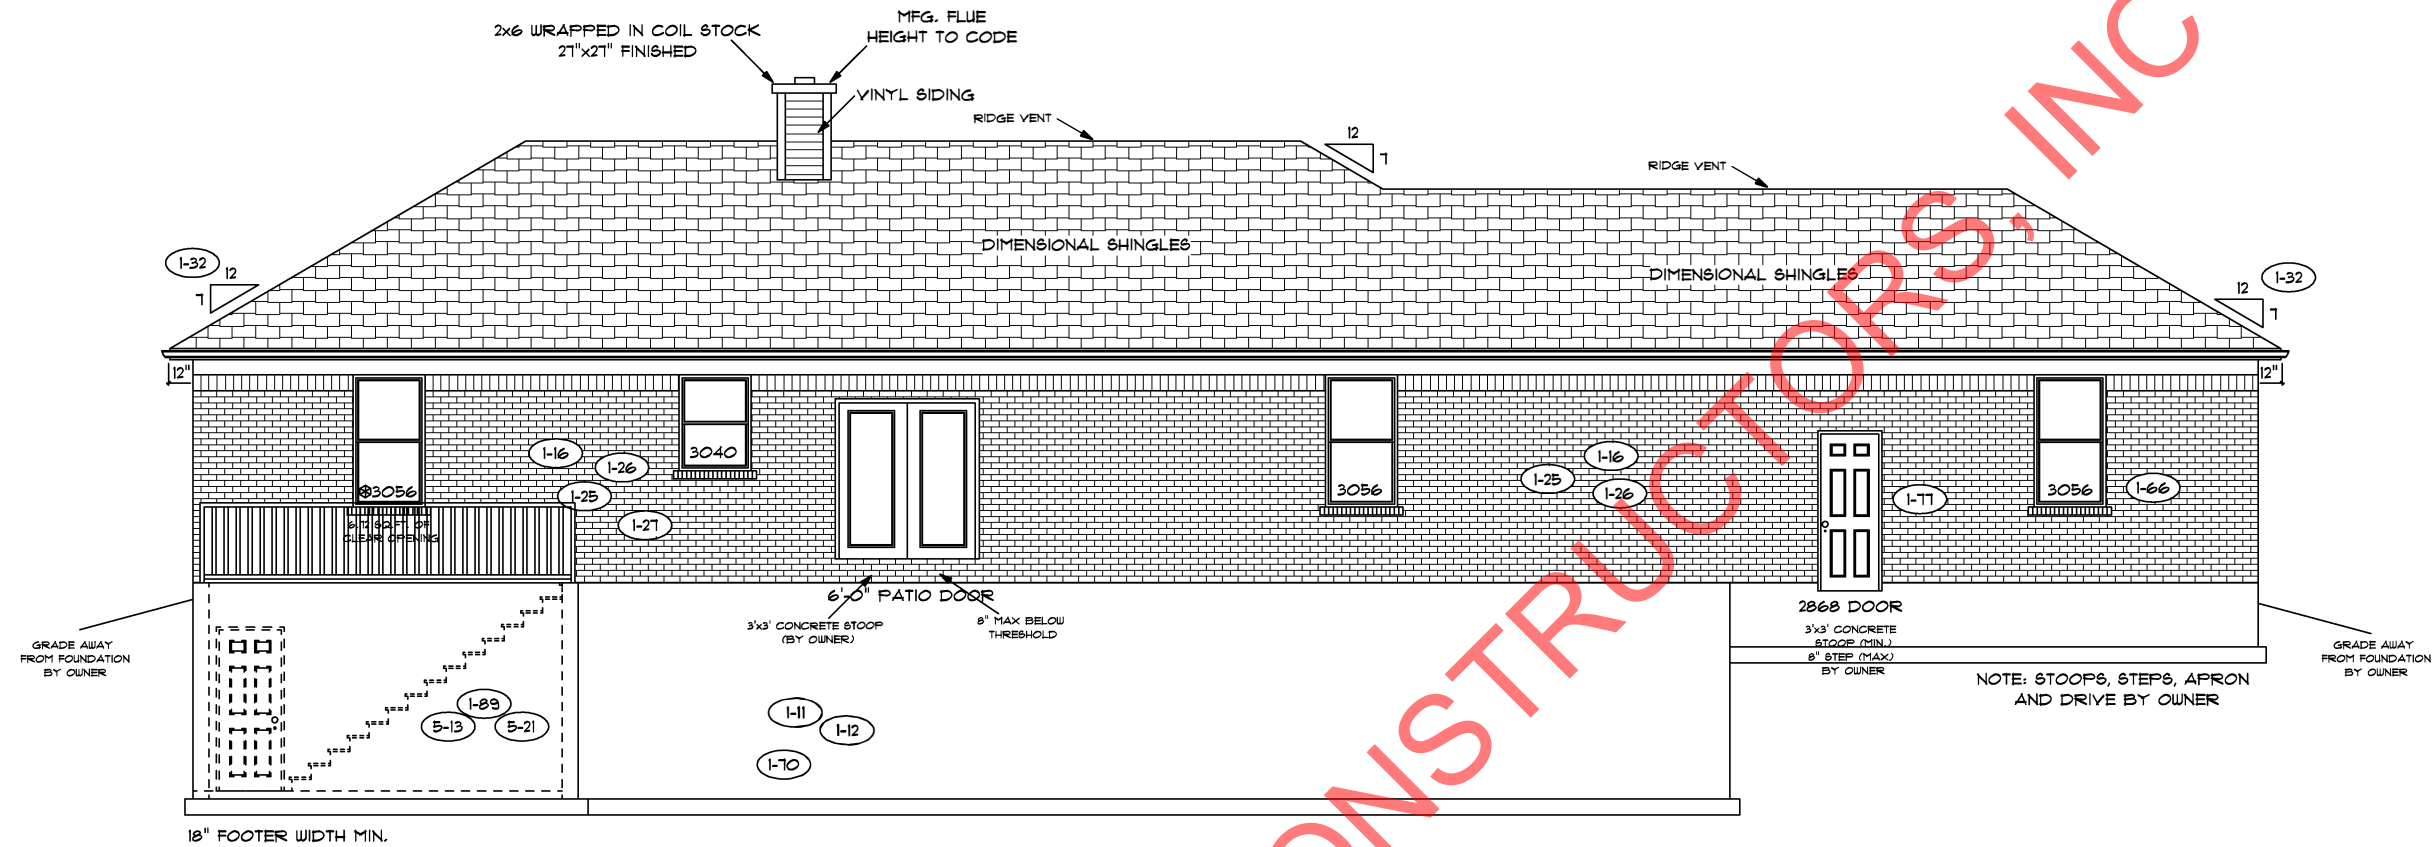 2x6 WRAPPED IN COIL STOCK
27"x27" FINISHED
MFG. FLUE
HEIGHT TO CODE
VINYL SIDING
RIDGE VENT
12
7
RIDGE VENT
DIMENSIONAL SHINGLES
DIMENSIONAL SHINGLES
1-32
12
7
12
7
1-32
12"
12"
1-16
1-26
1-25
1-27
3040
3056
6.72 SQ.FT. OF
CLEAR OPENING
3056
1-16
1-25
1-26
1-77
3056
1-66
6'-0" PATIO DOOR
3'x3' CONCRETE STOOP
(BY OWNER)
8" MAX BELOW
THRESHOLD
2868 DOOR
3'x3' CONCRETE
STOOP (MIN.)
8" STEP (MAX)
BY OWNER
GRADE AWAY
FROM FOUNDATION
BY OWNER
GRADE AWAY
FROM FOUNDATION
BY OWNER
NOTE: STOOPS, STEPS, APRON
AND DRIVE BY OWNER
1-89
5-13
5-21
1-11
1-12
1-70
18" FOOTER WIDTH MIN.
ONSTRUCTORS, INC